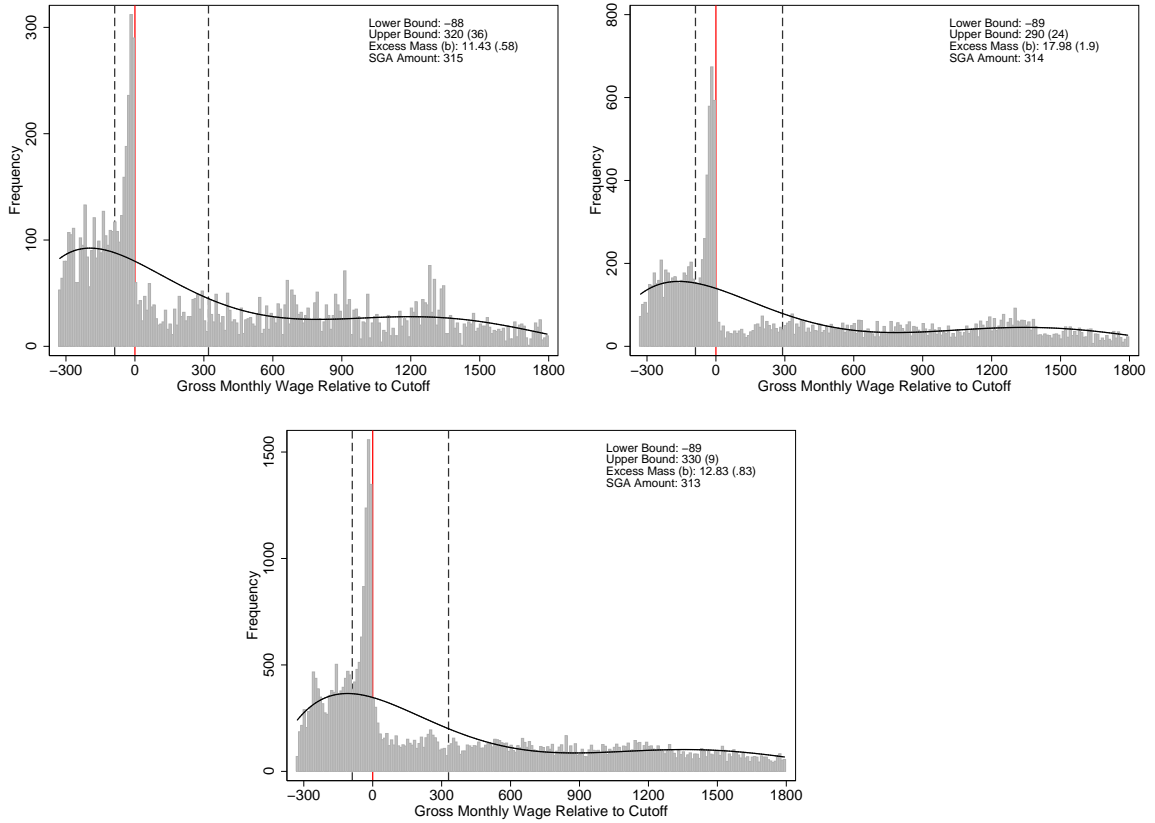 Lower Bound: −88
Upper Bound: 320 (36)
Excess Mass (b): 11.43 (.58)
SGA Amount: 315
Frequency
0
100
200
300
−300
0
300
600
900
1200
1500
1800
Gross Monthly Wage Relative to Cutoff
Lower Bound: −89
Upper Bound: 290 (24)
Excess Mass (b): 17.98 (1.9)
SGA Amount: 314
Frequency
0
200
400
600
800
−300
0
300
600
900
1200
1500
1800
Gross Monthly Wage Relative to Cutoff
Lower Bound: −89
Upper Bound: 330 (9)
Excess Mass (b): 12.83 (.83)
SGA Amount: 313
Frequency
0
500
1000
1500
−300
0
300
600
900
1200
1500
1800
Gross Monthly Wage Relative to Cutoff